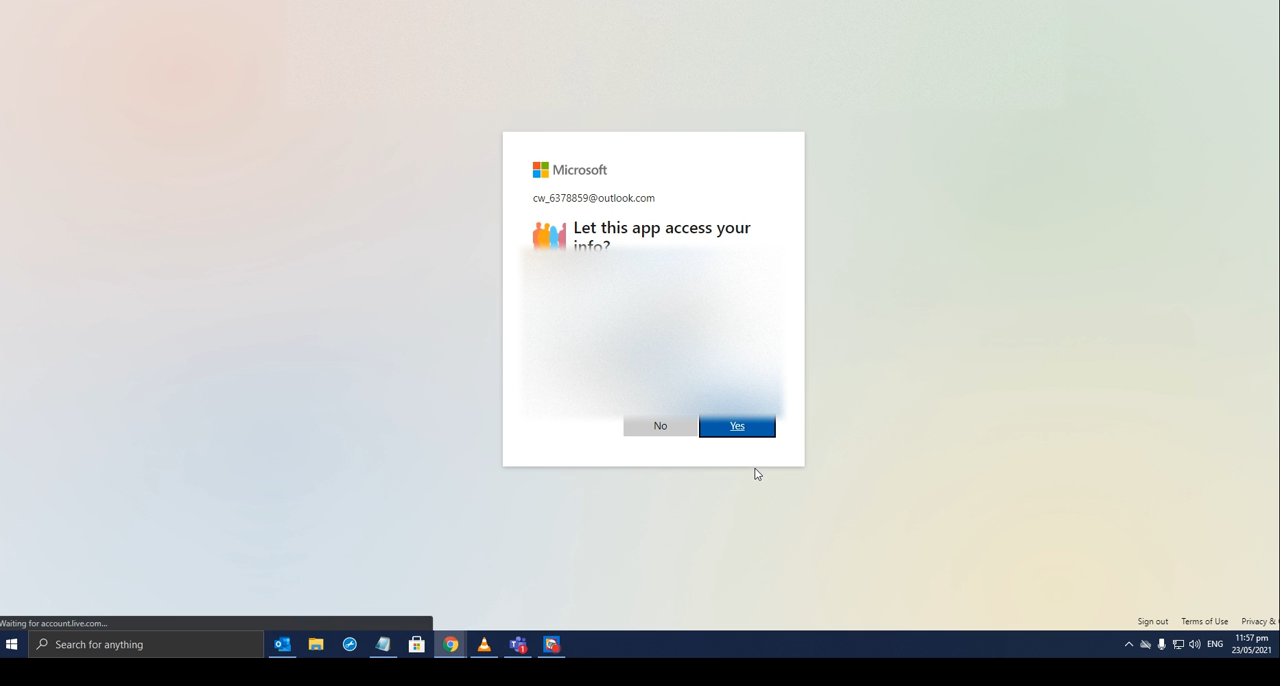 Microsoft
cw_6378859@outlook.com
Let this app access your
info?
No
Yes
Sign out
Terms of Use
Privacy &
Waiting for account.live.com...
Search for anything
1
ENG
11:57 pm
23/05/2021